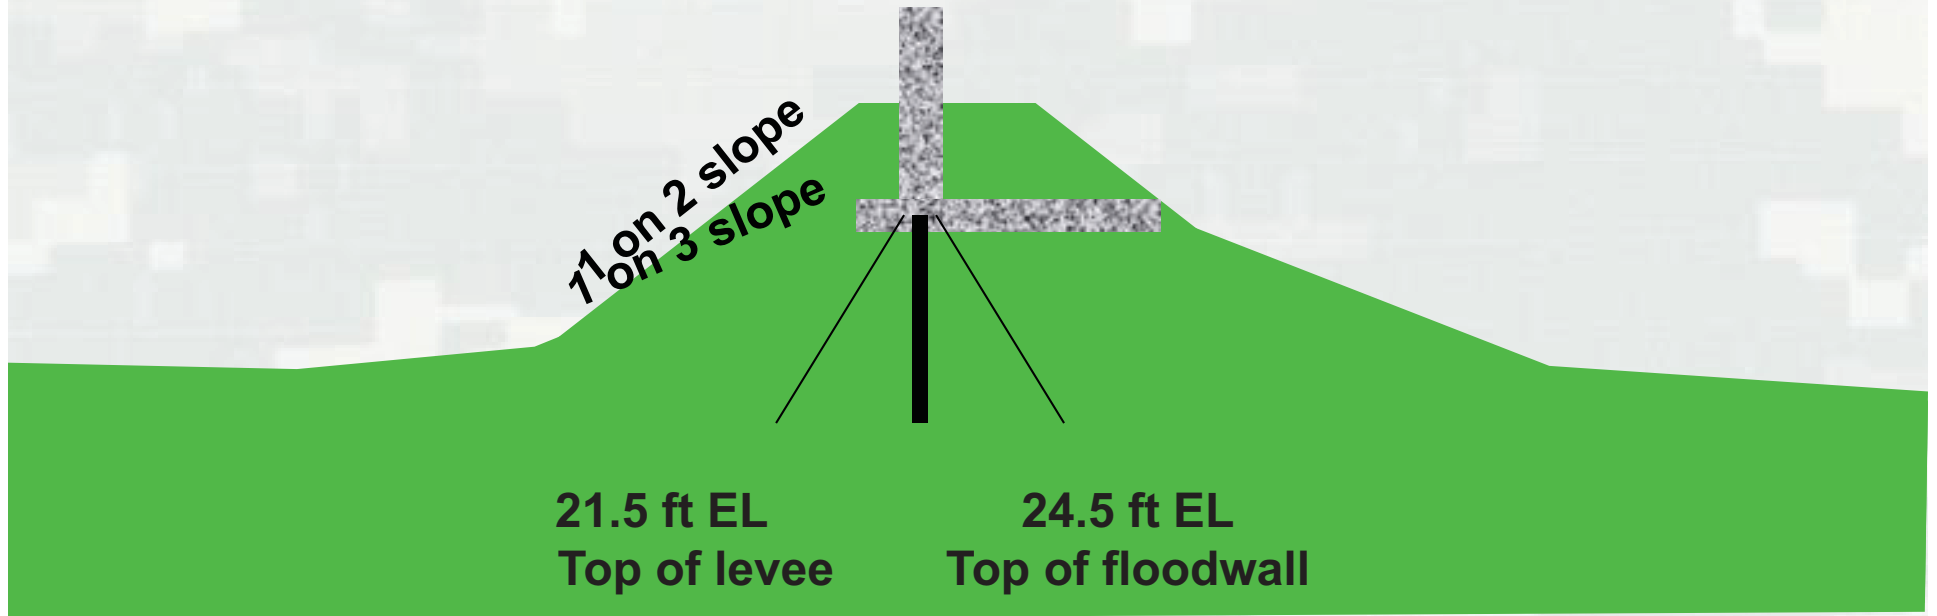 1 on 2 slope
1 on 3 slope
21.5 ft EL
Top of levee
24.5 ft EL
Top of floodwall